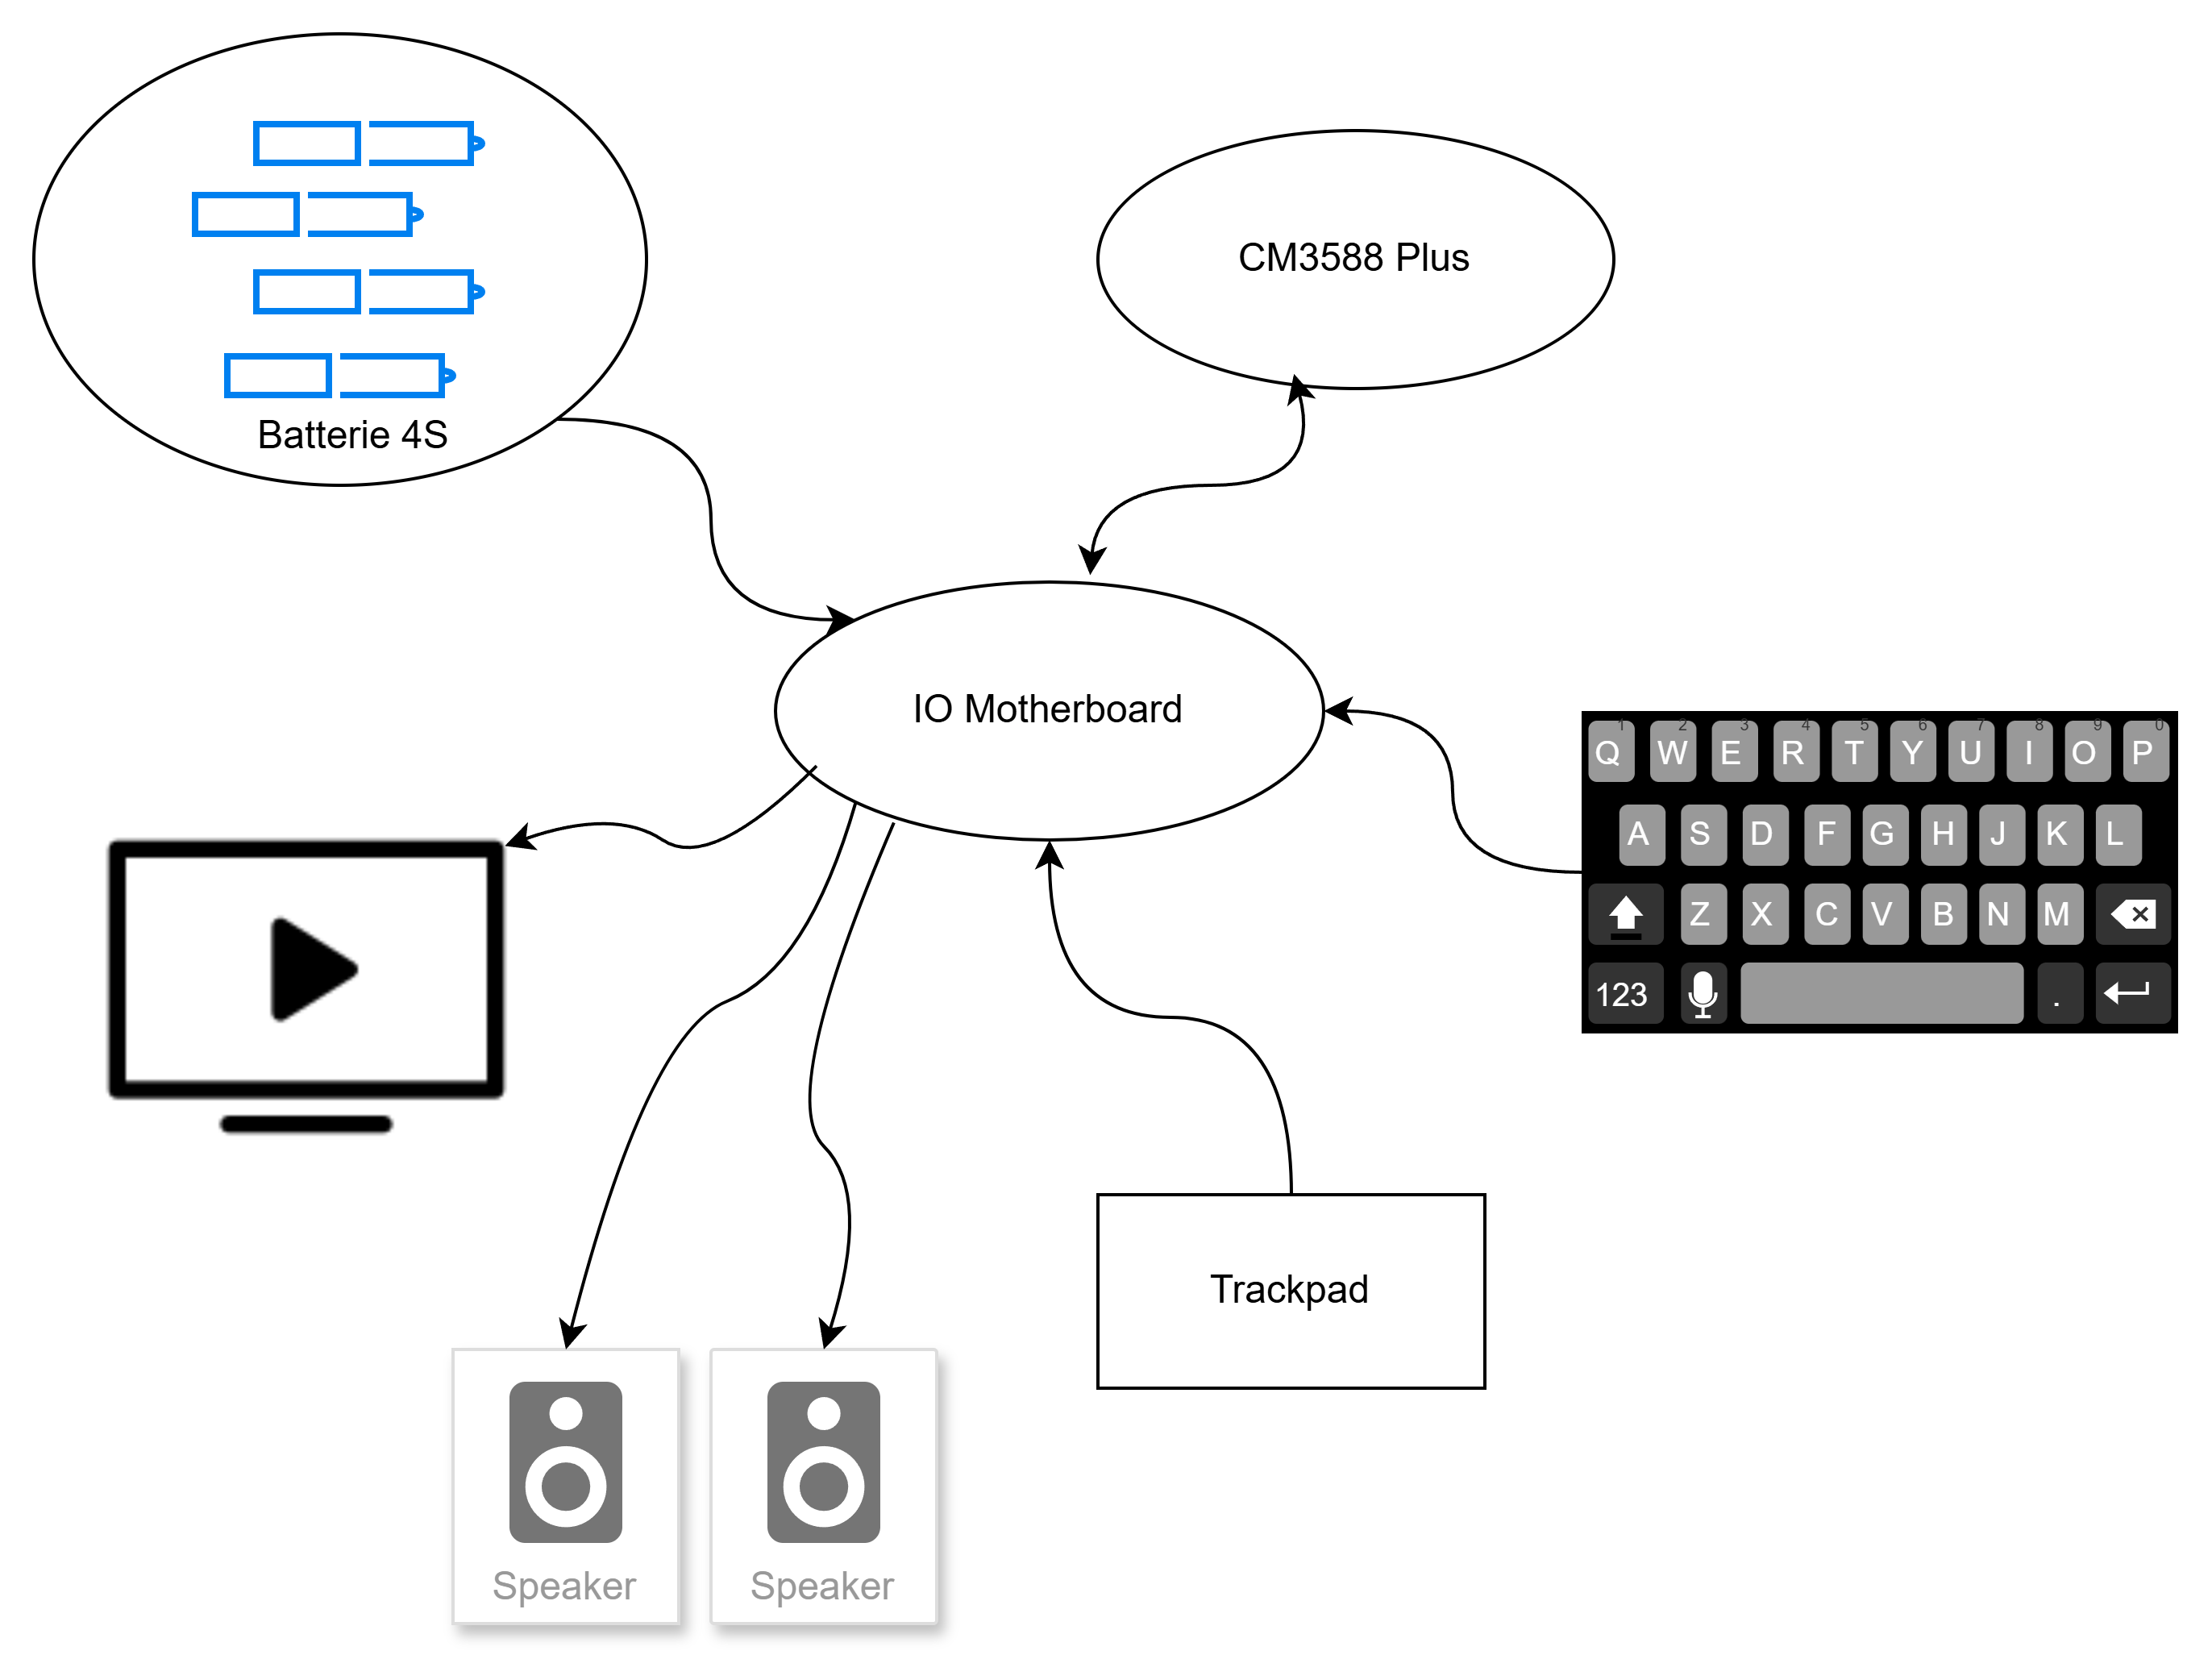 Batterie 4S
CM3588 Plus
IO Motherboard
1 2 3 4 5 6 7 8 9 0
Q W E R T Y U I O P
A S D F G H J K L
Z X C V B N M
123 .
Trackpad
Speaker
Speaker